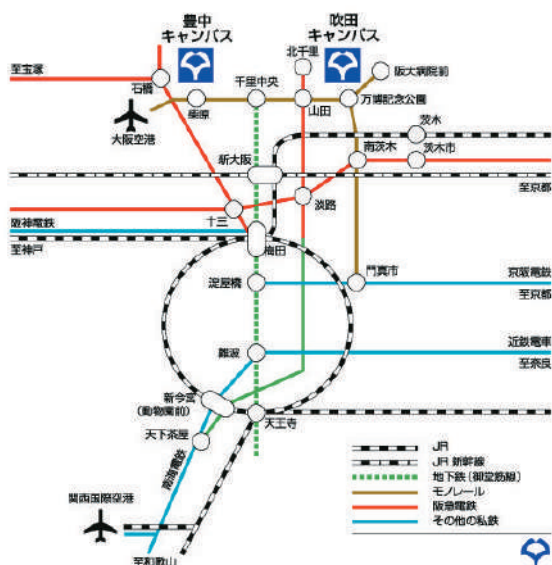 豊中
キャンパス
吹田
キャンパス
北千里
阪大病院前
至宝塚
石橋
千里中央
柴原
山田
万博記念公園
大阪空港
茨木
南茨木
茨木市
新大阪
至京都
淡路
十三
阪神電鉄
至神戸
梅田
淀屋橋
門真市
京阪電鉄
至京都
難波
近鉄電車
至奈良
新今宮
(動物園前)
天王寺
天下茶屋
南海電鉄
関西国際空港
至和歌山
JR
JR 新幹線
地下鉄(御堂筋線)
モノレール
阪急電鉄
その他の私鉄